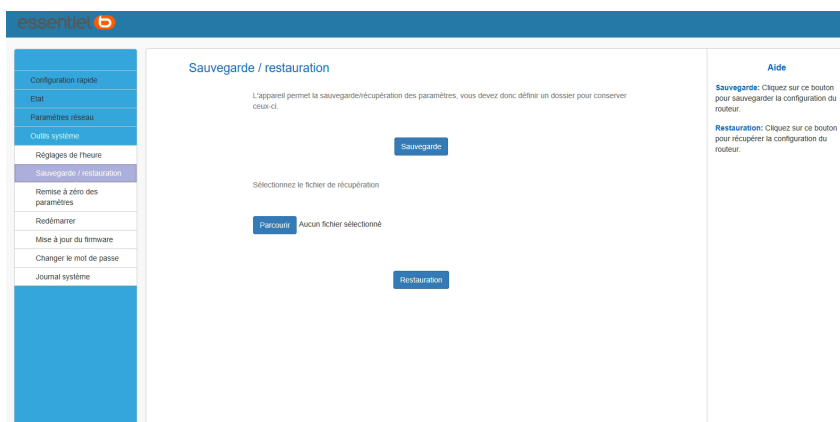 essentiel b
Configuration rapide
Etat
Paramètres réseau
Outils système
Réglages de l'heure
Sauvegarde / restauration
Remise à zéro des
paramètres
Redémarrer
Mise à jour du firmware
Changer le mot de passe
Journal système
Sauvegarde / restauration
L'appareil permet la sauvegarde/récupération des paramètres, vous devez donc définir un dossier pour conserver
ceux-ci.
Sauvegarde
Sélectionnez le fichier de récupération
Parcourir Aucun fichier sélectionné
Restauration
Aide
Sauvegarde: Cliquez sur ce bouton
pour sauvegarder la configuration du
routeur.
Restauration: Cliquez sur ce bouton
pour récupérer la configuration du
routeur.